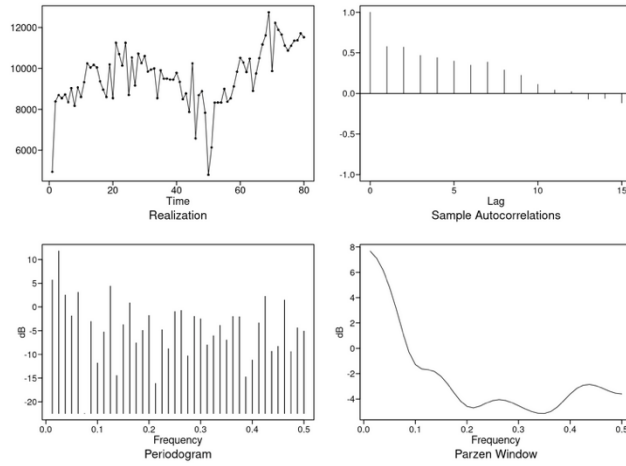 12000
10000
8000
6000
0 20 40 60 80
Time
Realization
1.0
0.5
0.0
-0.5
-1.0
0 5 10 15
Lag
Sample Autocorrelations
10
5
0
-5
-10
-15
-20
dB
0.0 0.1 0.2 0.3 0.4 0.5
Frequency
Periodogram
8
6
4
2
0
-2
-4
dB
0.0 0.1 0.2 0.3 0.4 0.5
Frequency
Parzen Window